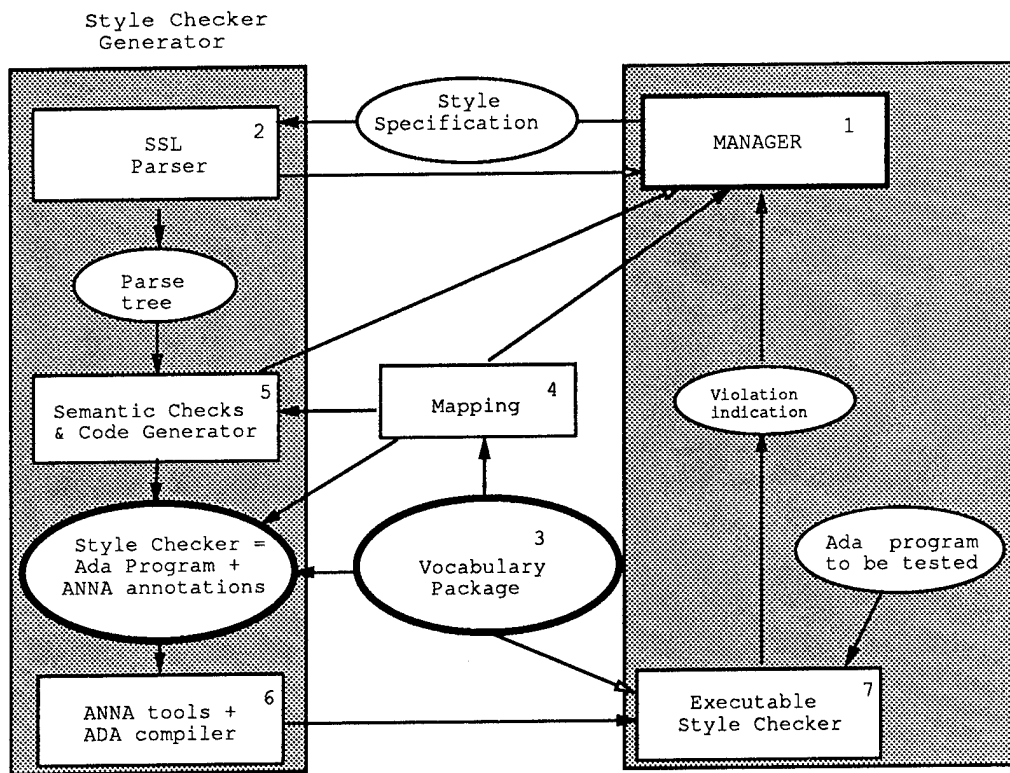 Style Checker
Generator
Style
Specification
2
SSL
Parser
1
MANAGER
Parse
tree
5
Semantic Checks
& Code Generator
4
Mapping
Violation
indication
Style Checker =
Ada Program +
ANNA annotations
3
Vocabulary
Package
Ada program
to be tested
6
ANNA tools +
ADA compiler
7
Executable
Style Checker